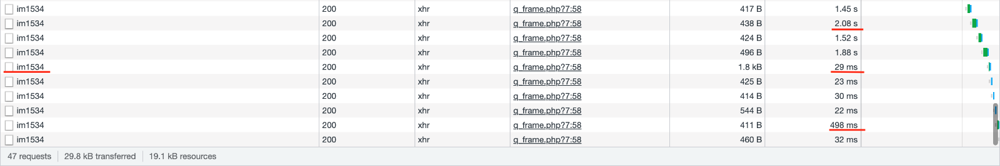 im1534 200 xhr q_frame.php?7:58 417 B 1.45 s
im1534 200 xhr q_frame.php?7:58 438 B 2.08 s
im1534 200 xhr q_frame.php?7:58 424 B 1.52 s
im1534 200 xhr q_frame.php?7:58 496 B 1.88 s
im1534 200 xhr q_frame.php?7:58 1.8 kB 29 ms
im1534 200 xhr q_frame.php?7:58 425 B 23 ms
im1534 200 xhr q_frame.php?7:58 414 B 30 ms
im1534 200 xhr q_frame.php?7:58 544 B 22 ms
im1534 200 xhr q_frame.php?7:58 411 B 498 ms
im1534 200 xhr q_frame.php?7:58 460 B 32 ms
47 requests 29.8 kB transferred 19.1 kB resources